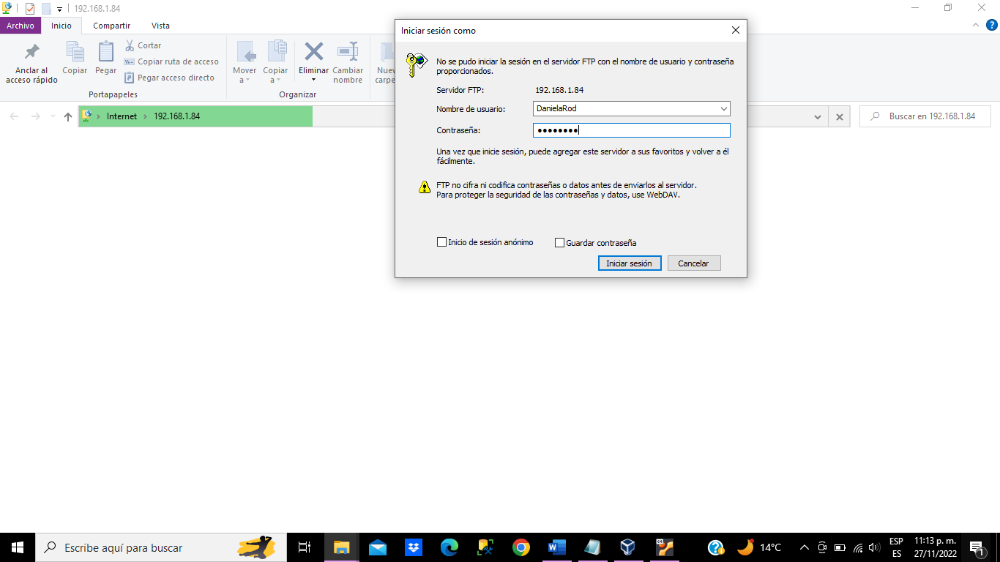 192.168.1.84
Archivo Inicio Compartir Vista
Anclar al acceso rápido
Copiar
Pegar
Cortar
Copiar ruta de acceso
Pegar acceso directo
Portapapeles
Mover a
Copiar a
Eliminar
Cambiar nombre
Organizar
Internet > 192.168.1.84
Buscar en 192.168.1.84
Iniciar sesión como
No se pudo iniciar la sesión en el servidor FTP con el nombre de usuario y contraseña
proporcionados.
Servidor FTP: 192.168.1.84
Nombre de usuario: DanielaRod
Contraseña:
Una vez que inicie sesión, puede agregar este servidor a sus favoritos y volver a él
fácilmente.
FTP no cifra ni codifica contraseñas o datos antes de enviarlos al servidor.
Para proteger la seguridad de las contraseñas y datos, use WebDAV.
Inicio de sesión anónimo Guardar contraseña
Iniciar sesión Cancelar
Escribe aquí para buscar
14°C
ESP
ES
11:13 p. m.
27/11/2022
1